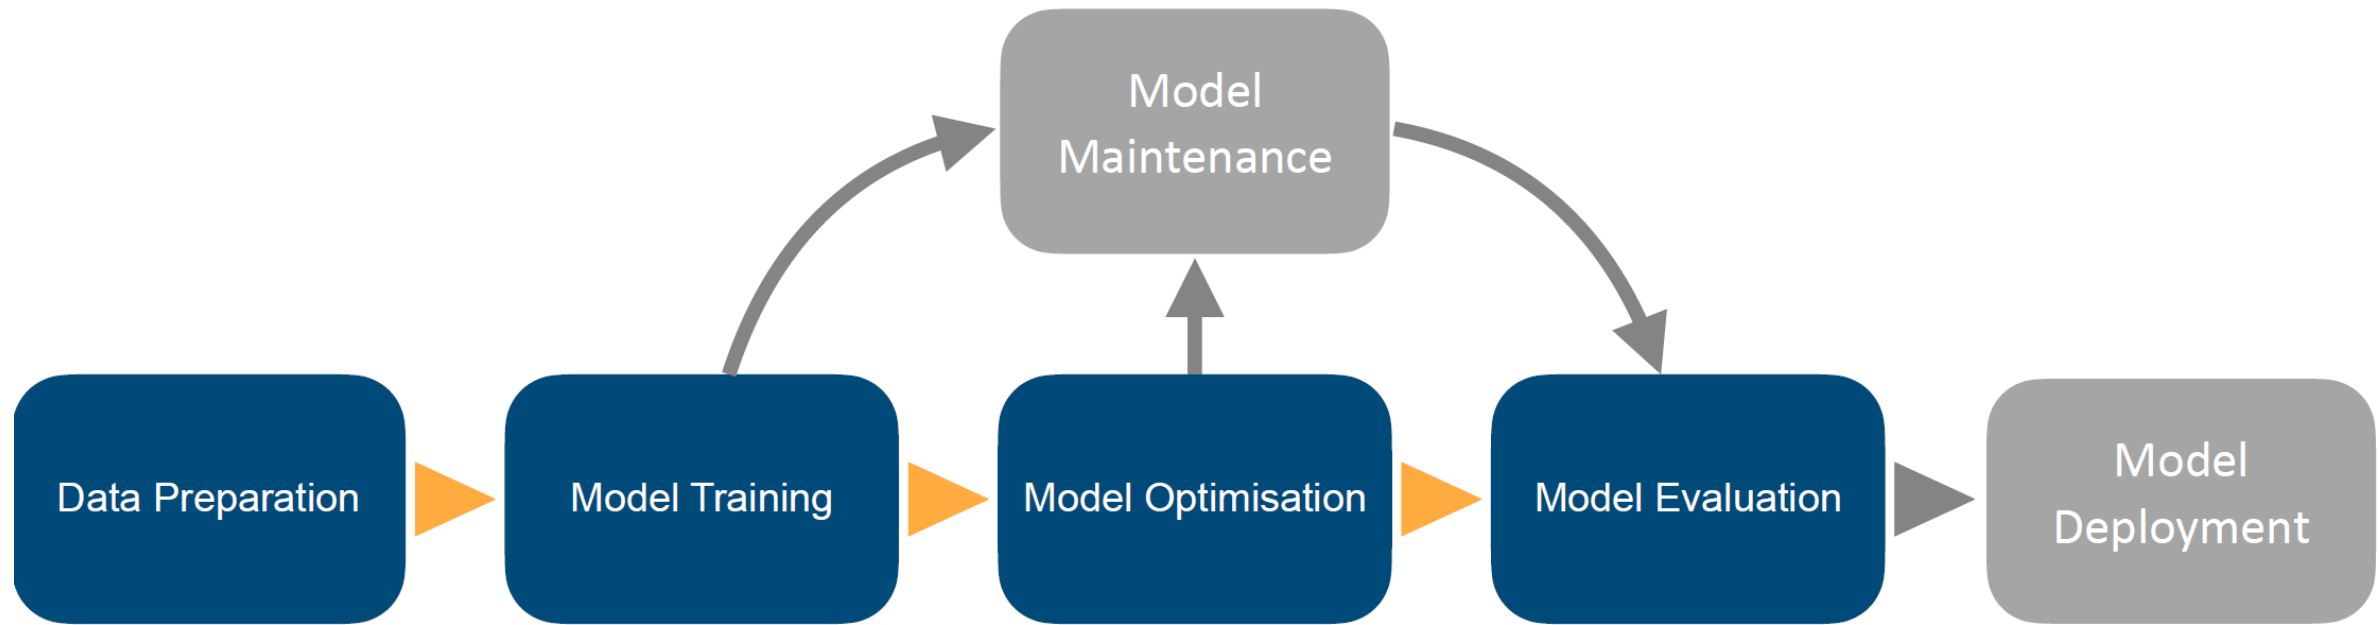 Model
Maintenance
Data Preparation
Model Training
Model Optimisation
Model Evaluation
Model
Deployment